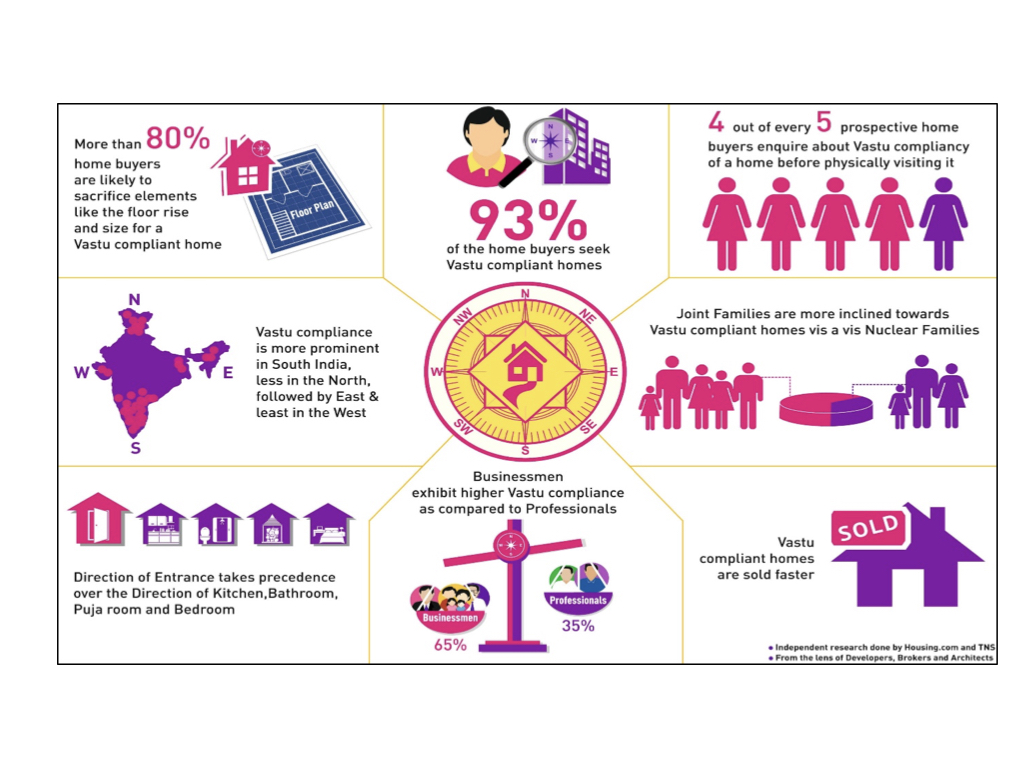 More than 80%
home buyers
are likely to
sacrifice elements
like the floor rise
and size for a
Vastu compliant home
Floor Plan
N
W
E
S
93%
of the home buyers seek
Vastu compliant homes
4 out of every 5 prospective home
buyers enquire about Vastu compliancy
of a home before physically visiting it
N
W
E
S
Vastu compliance
is more prominent
in South India,
less in the North,
followed by East &
least in the West
N
NW
NE
W
E
SW
SE
S
Joint Families are more inclined towards
Vastu compliant homes vis a vis Nuclear Families
Direction of Entrance takes precedence
over the Direction of Kitchen,Bathroom,
Puja room and Bedroom
Businessmen
exhibit higher Vastu compliance
as compared to Professionals
Businessmen
65%
Professionals
35%
Vastu
compliant homes
are sold faster
SOLD
• Independent research done by Housing.com and TNS
• From the lens of Developers, Brokers and Architects